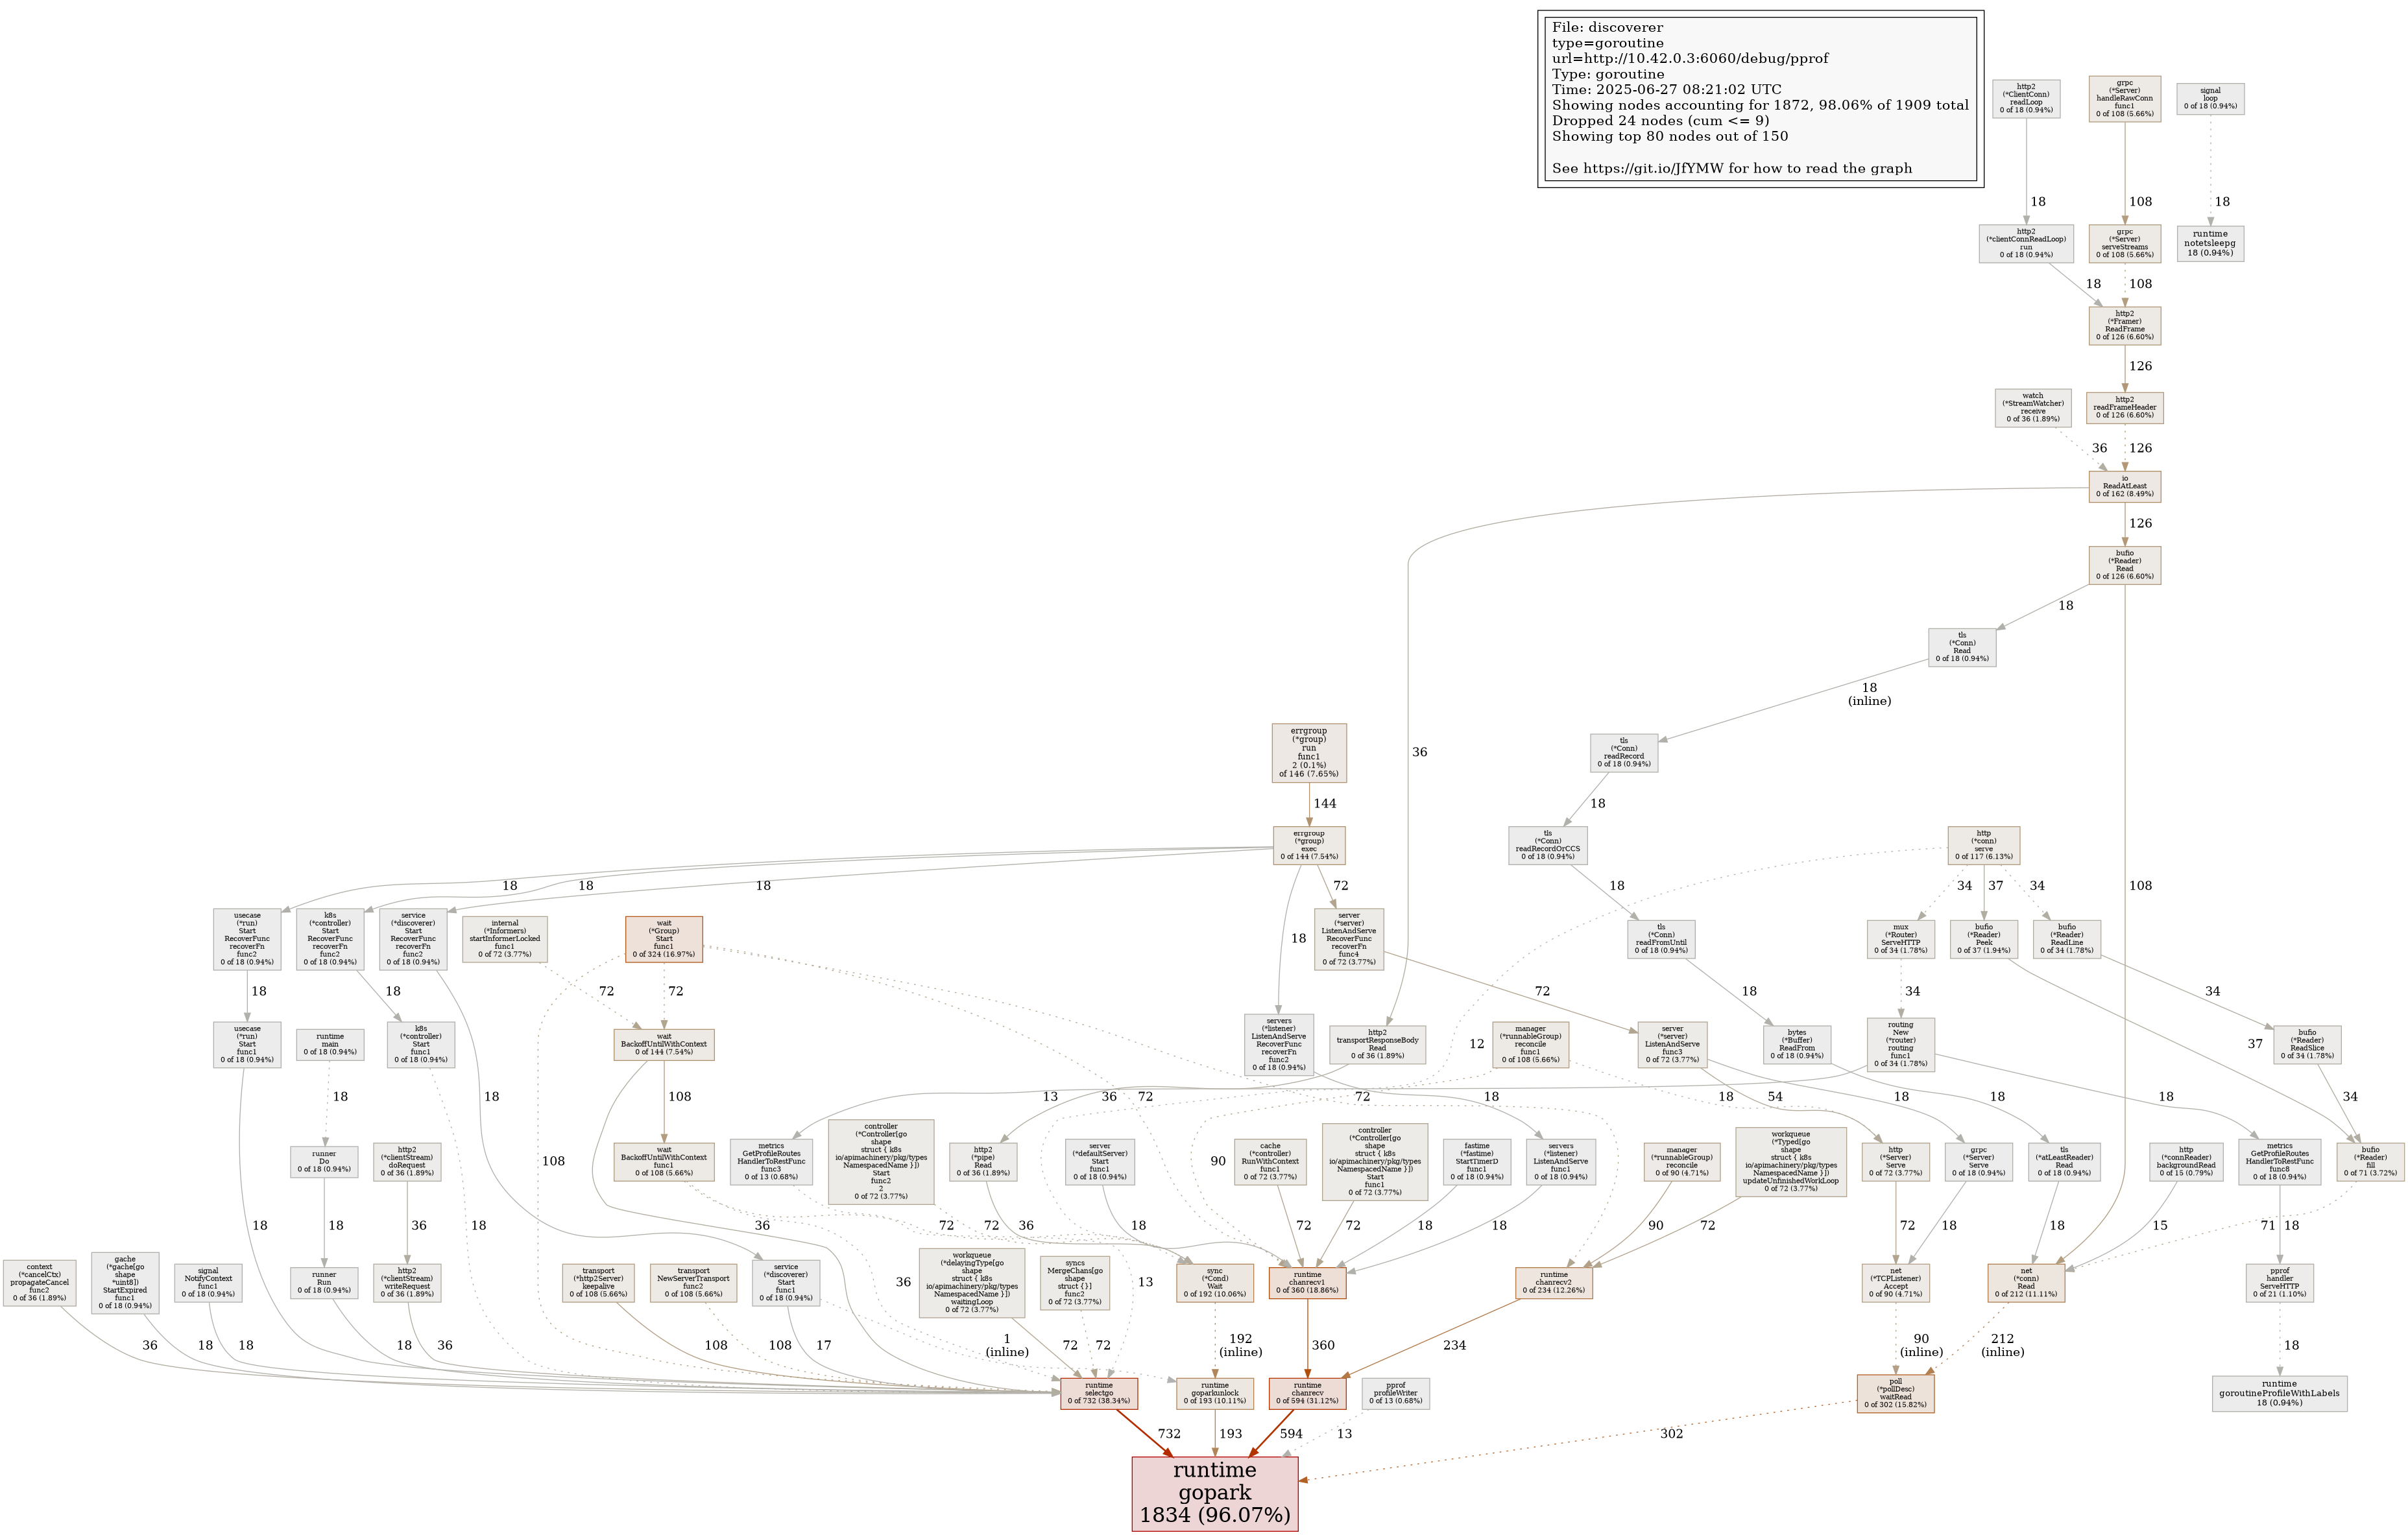 File: discoverer
type=goroutine
url=http://10.42.0.3:6060/debug/pprof
Type: goroutine
Time: 2025-06-27 08:21:02 UTC
Showing nodes accounting for 1872, 98.06% of 1909 total
Dropped 24 nodes (cum <= 9)
Showing top 80 nodes out of 150
See https://git.io/JfYMW for how to read the graph
http2
(*ClientConn)
readLoop
0 of 18 (0.94%)
grpc
(*Server)
handleRawConn
func1
0 of 108 (5.66%)
signal
loop
0 of 18 (0.94%)
18
108
18
http2
(*clientConnReadLoop)
run
0 of 18 (0.94%)
grpc
(*Server)
serveStreams
0 of 108 (5.66%)
runtime
notetsleepg
18 (0.94%)
18
108
http2
(*Framer)
ReadFrame
0 of 126 (6.60%)
126
watch
(*StreamWatcher)
receive
0 of 36 (1.89%)
http2
readFrameHeader
0 of 126 (6.60%)
36
126
io
ReadAtLeast
0 of 162 (8.49%)
126
bufio
(*Reader)
Read
0 of 126 (6.60%)
18
tls
(*Conn)
Read
0 of 18 (0.94%)
18
(inline)
errgroup
(*group)
run
func1
2 (0.1%)
of 146 (7.65%)
36
tls
(*Conn)
readRecord
0 of 18 (0.94%)
144
18
errgroup
(*group)
exec
0 of 144 (7.54%)
tls
(*Conn)
readRecordOrCCS
0 of 18 (0.94%)
http
(*conn)
serve
0 of 117 (6.13%)
18
18
18
72
18
34
37
34
108
usecase
(*run)
Start
RecoverFunc
recoverFn
func2
0 of 18 (0.94%)
k8s
(*controller)
Start
RecoverFunc
recoverFn
func2
0 of 18 (0.94%)
service
(*discoverer)
Start
RecoverFunc
recoverFn
func2
0 of 18 (0.94%)
internal
(*Informers)
startInformerLocked
func1
0 of 72 (3.77%)
wait
(*Group)
Start
func1
0 of 324 (16.97%)
18
server
(*server)
ListenAndServe
RecoverFunc
recoverFn
func4
0 of 72 (3.77%)
tls
(*Conn)
readFromUntil
0 of 18 (0.94%)
mux
(*Router)
ServeHTTP
0 of 34 (1.78%)
bufio
(*Reader)
Peek
0 of 37 (1.94%)
bufio
(*Reader)
ReadLine
0 of 34 (1.78%)
18
18
72
72
72
18
34
34
usecase
(*run)
Start
func1
0 of 18 (0.94%)
runtime
main
0 of 18 (0.94%)
k8s
(*controller)
Start
func1
0 of 18 (0.94%)
wait
BackoffUntilWithContext
0 of 144 (7.54%)
servers
(*listener)
ListenAndServe
RecoverFunc
recoverFn
func2
0 of 18 (0.94%)
http2
transportResponseBody
Read
0 of 36 (1.89%)
12
manager
(*runnableGroup)
reconcile
func1
0 of 108 (5.66%)
server
(*server)
ListenAndServe
func3
0 of 72 (3.77%)
bytes
(*Buffer)
ReadFrom
0 of 18 (0.94%)
routing
New
(*router)
routing
func1
0 of 34 (1.78%)
bufio
(*Reader)
ReadSlice
0 of 34 (1.78%)
37
18
18
108
13
36
72
72
18
18
54
18
18
18
34
108
runner
Do
0 of 18 (0.94%)
http2
(*clientStream)
doRequest
0 of 36 (1.89%)
wait
BackoffUntilWithContext
func1
0 of 108 (5.66%)
metrics
GetProfileRoutes
HandlerToRestFunc
func3
0 of 13 (0.68%)
controller
(*Controller[go
shape
struct { k8s
io/apimachinery/pkg/types
NamespacedName }])
Start
func2
2
0 of 72 (3.77%)
http2
(*pipe)
Read
0 of 36 (1.89%)
server
(*defaultServer)
Start
func1
0 of 18 (0.94%)
90
cache
(*controller)
RunWithContext
func1
0 of 72 (3.77%)
controller
(*Controller[go
shape
struct { k8s
io/apimachinery/pkg/types
NamespacedName }])
Start
func1
0 of 72 (3.77%)
fastime
(*fastime)
StartTimerD
func1
0 of 18 (0.94%)
servers
(*listener)
ListenAndServe
func1
0 of 18 (0.94%)
manager
(*runnableGroup)
reconcile
0 of 90 (4.71%)
workqueue
(*Typed[go
shape
struct { k8s
io/apimachinery/pkg/types
NamespacedName }])
updateUnfinishedWorkLoop
0 of 72 (3.77%)
http
(*Server)
Serve
0 of 72 (3.77%)
grpc
(*Server)
Serve
0 of 18 (0.94%)
tls
(*atLeastReader)
Read
0 of 18 (0.94%)
http
(*connReader)
backgroundRead
0 of 15 (0.79%)
metrics
GetProfileRoutes
HandlerToRestFunc
func8
0 of 18 (0.94%)
bufio
(*Reader)
fill
0 of 71 (3.72%)
18
18
36
18
36
72
72
36
18
72
72
18
18
90
72
72
18
18
15
18
71
context
(*cancelCtx)
propagateCancel
func2
0 of 36 (1.89%)
gache
(*gache[go
shape
*uint8])
StartExpired
func1
0 of 18 (0.94%)
signal
NotifyContext
func1
0 of 18 (0.94%)
runner
Run
0 of 18 (0.94%)
http2
(*clientStream)
writeRequest
0 of 36 (1.89%)
transport
(*http2Server)
keepalive
0 of 108 (5.66%)
transport
NewServerTransport
func2
0 of 108 (5.66%)
service
(*discoverer)
Start
func1
0 of 18 (0.94%)
36
workqueue
(*delayingType[go
shape
struct { k8s
io/apimachinery/pkg/types
NamespacedName }])
waitingLoop
0 of 72 (3.77%)
syncs
MergeChans[go
shape
struct {}]
func2
0 of 72 (3.77%)
13
sync
(*Cond)
Wait
0 of 192 (10.06%)
runtime
chanrecv1
0 of 360 (18.86%)
runtime
chanrecv2
0 of 234 (12.26%)
net
(*TCPListener)
Accept
0 of 90 (4.71%)
net
(*conn)
Read
0 of 212 (11.11%)
pprof
handler
ServeHTTP
0 of 21 (1.10%)
36
18
18
18
36
108
108
17
1
(inline)
72
72
192
(inline)
360
234
90
(inline)
212
(inline)
18
runtime
selectgo
0 of 732 (38.34%)
runtime
goparkunlock
0 of 193 (10.11%)
runtime
chanrecv
0 of 594 (31.12%)
pprof
profileWriter
0 of 13 (0.68%)
poll
(*pollDesc)
waitRead
0 of 302 (15.82%)
runtime
goroutineProfileWithLabels
18 (0.94%)
732
193
594
13
302
runtime
gopark
1834 (96.07%)